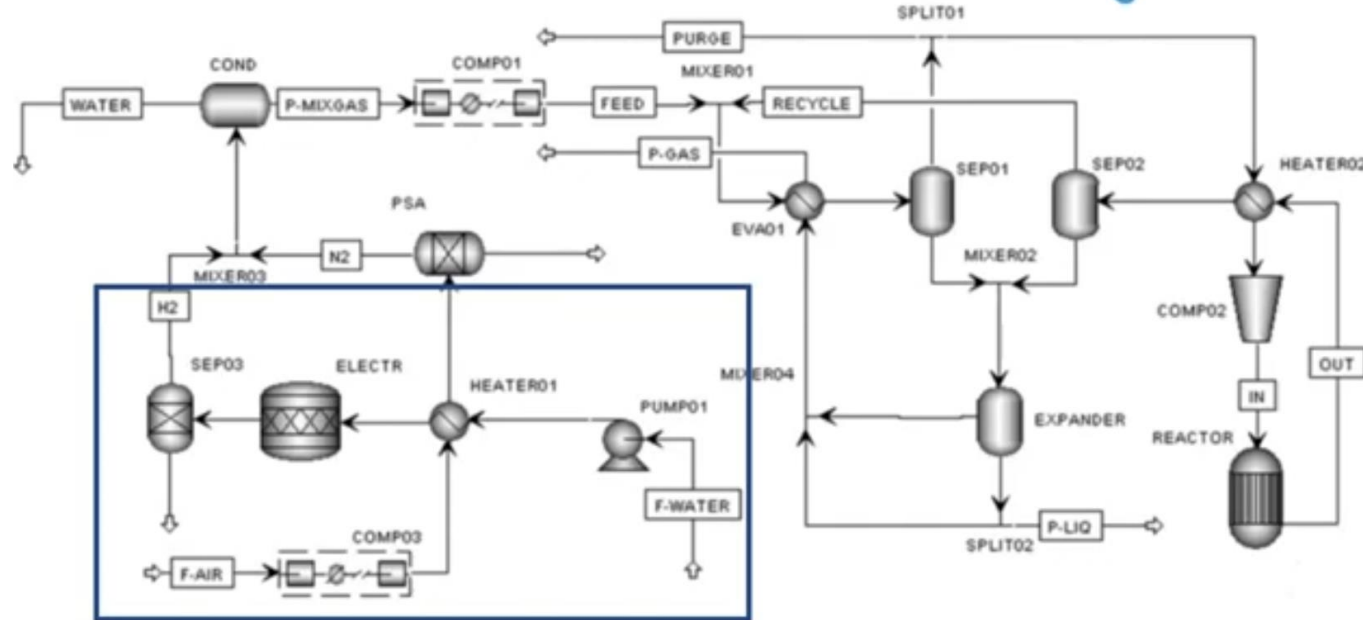 SPLIT01
PURGE
COND
COMP01
MIXER01
WATER
P-MIXGAS
FEED
RECYCLE
P-GAS
SEP01
SEP02
HEATER02
PSA
EVA01
N2
MIXER02
MIXER03
H2
COMP02
SEP03
ELECTR
HEATER01
MIXER04
OUT
PUMP01
IN
EXPANDER
REACTOR
F-WATER
P-LIQ
COMP03
SPLIT02
F-AIR